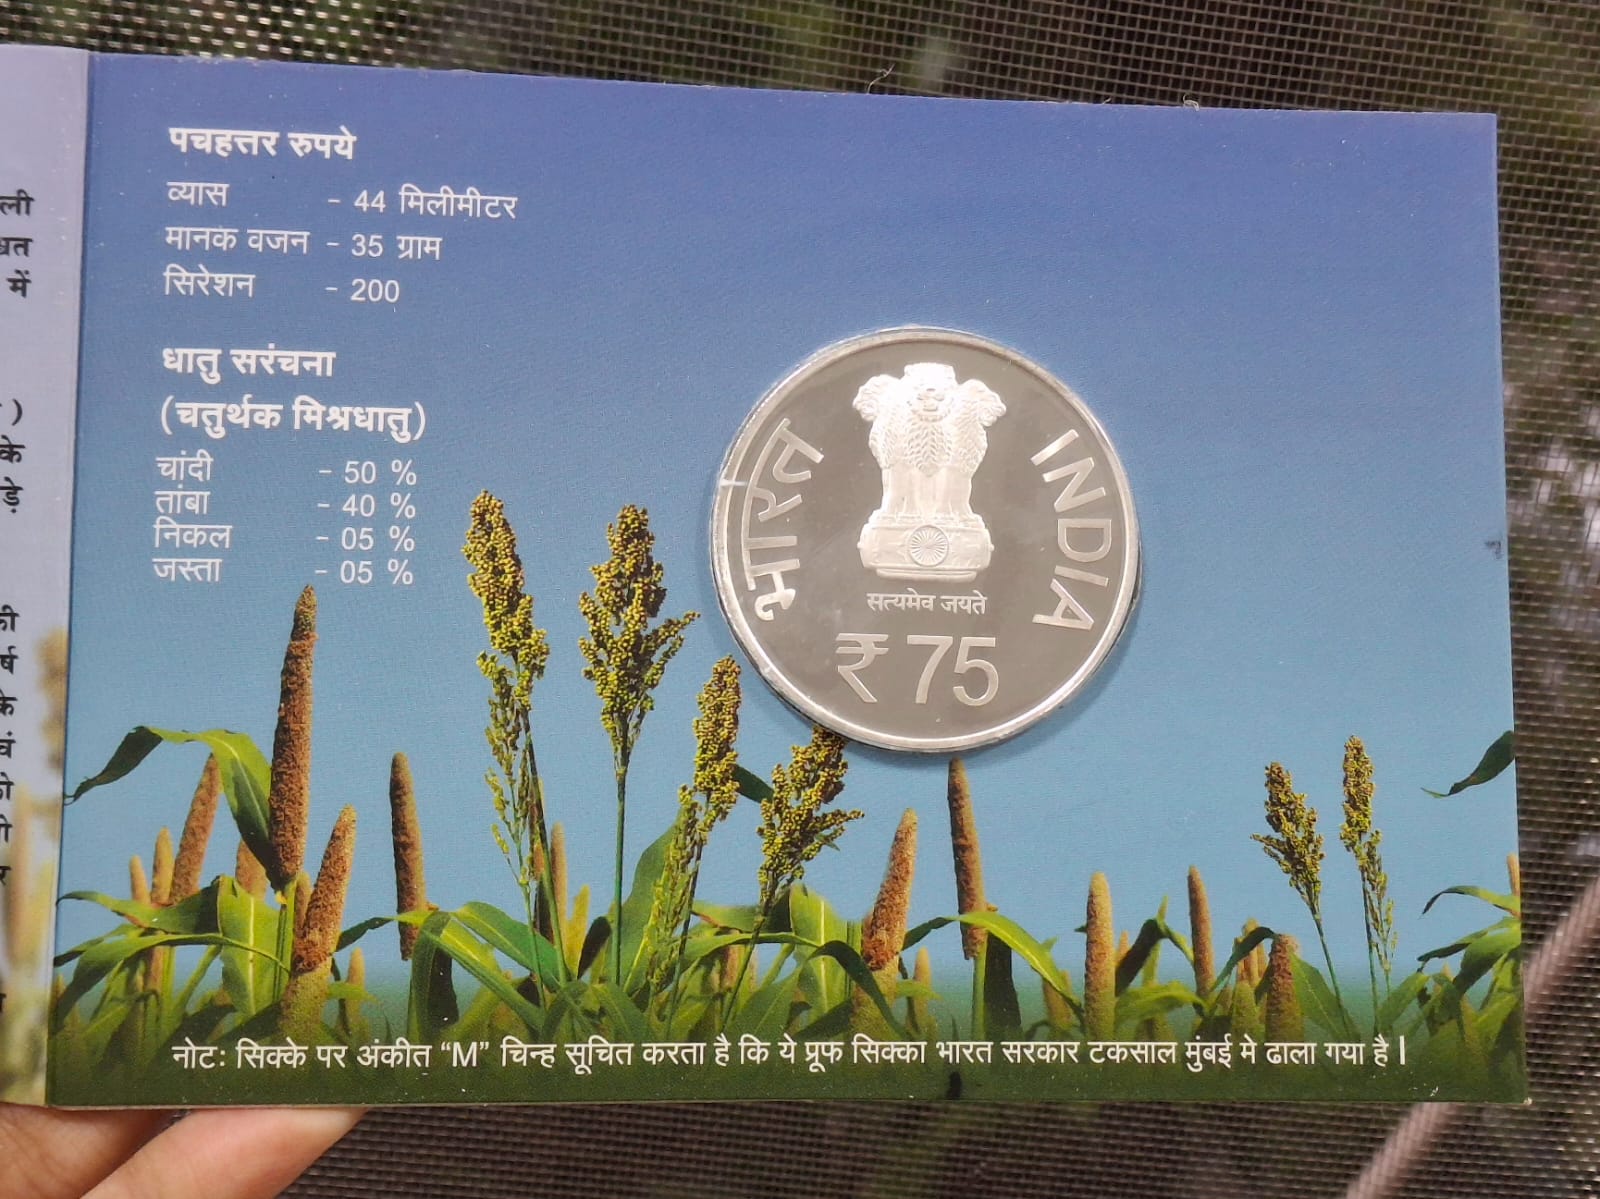 पचहत्तर रुपये
व्यास - 44 मिलीमीटर
मानक वजन - 35 ग्राम
सिरेशन - 200
धातु सरंचना
(चतुर्थक मिश्रधातु)
चांदी - 50 %
तांबा - 40 %
निकल - 05 %
जस्ता - 05 %
भारत
INDIA
सत्यमेव जयते
₹ 75
नोट: सिक्के पर अंकीत “M” चिन्ह सूचित करता है कि ये प्रूफ सिक्का भारत सरकार टकसाल मुंबई मे ढाला गया है।
में
के